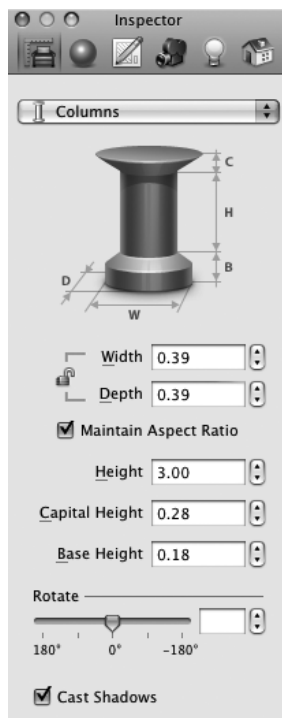 Inspector
Columns
C
H
B
D
W
Width 0.39
Depth 0.39
Maintain Aspect Ratio
Height 3.00
Capital Height 0.28
Base Height 0.18
Rotate
180° 0° -180°
Cast Shadows